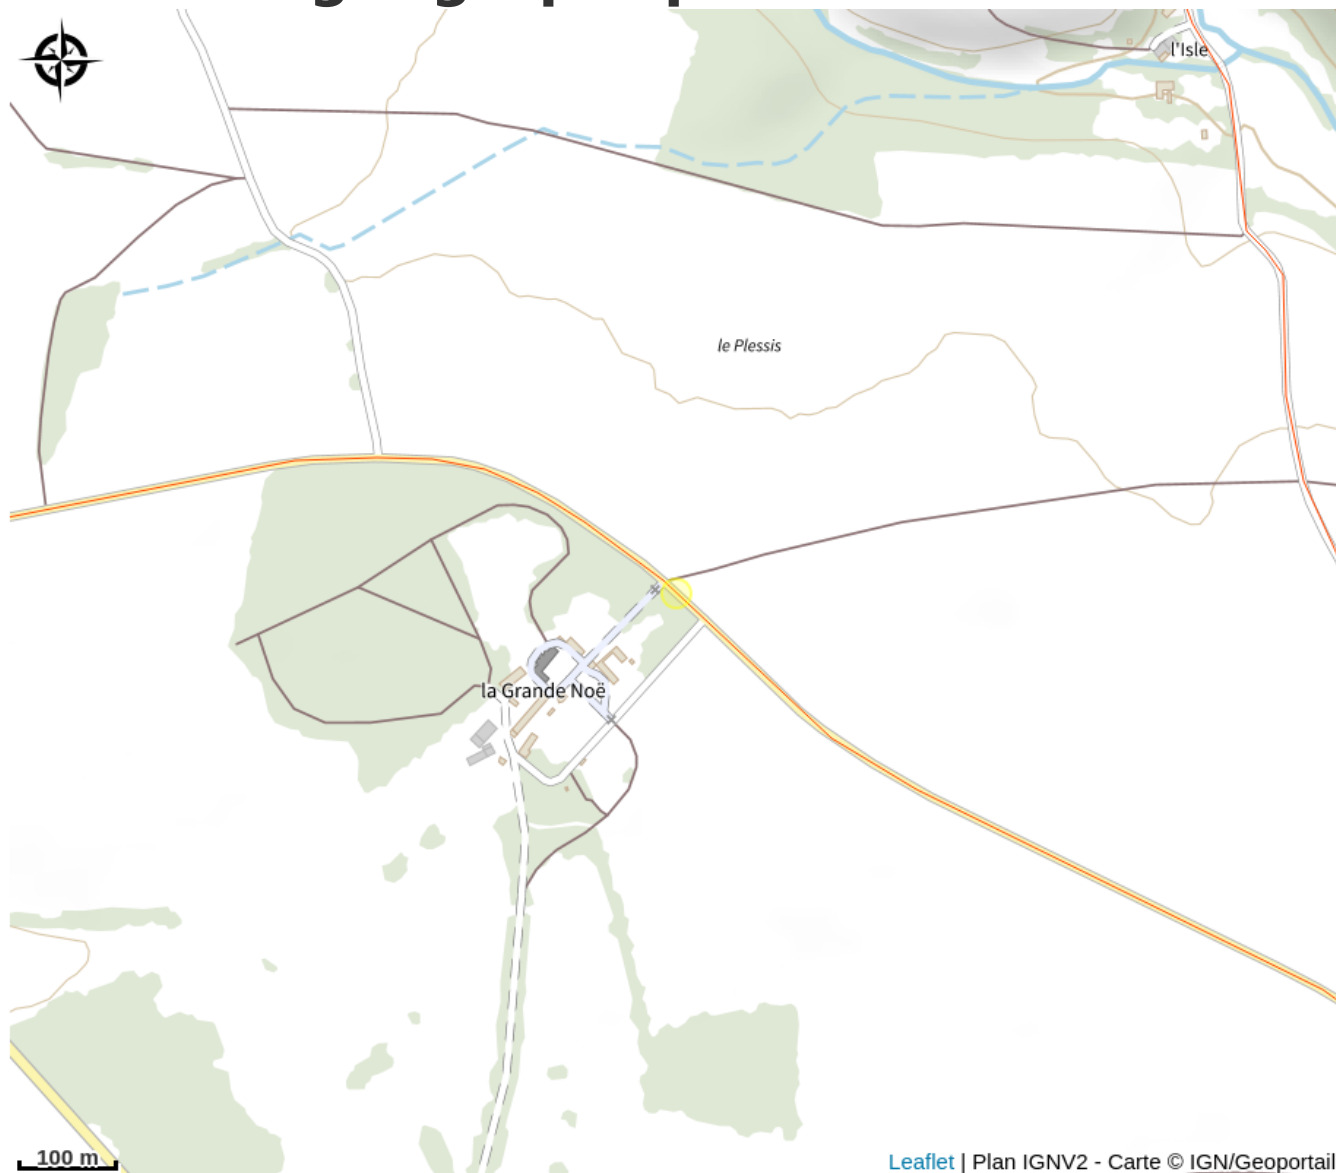 l'Isle
le Plessis
la Grande Noë
100 m
Leaflet | Plan IGNV2 - Carte © IGN/Geoportail